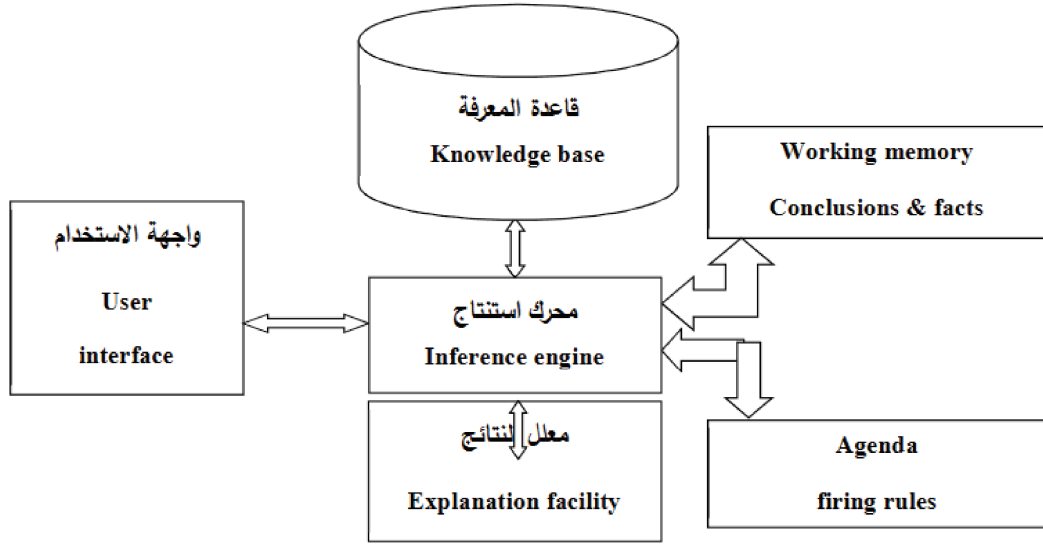 قاعدة المعرفة
Knowledge base
Working memory
Conclusions & facts
واجهة الاستخدام
User
interface
محرك استنتاج
Inference engine
معلل النتائج
Explanation facility
Agenda
firing rules